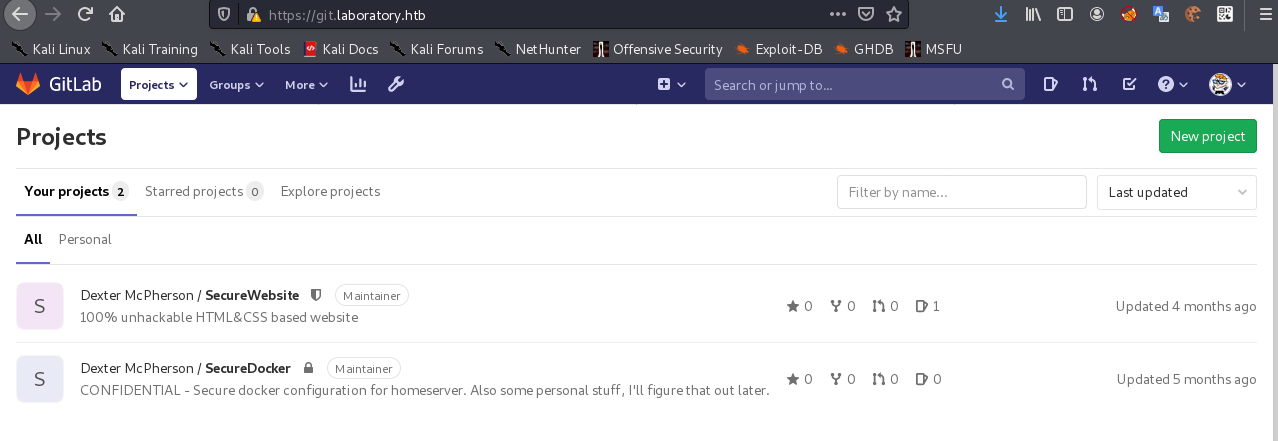 https://git.laboratory.htb
Kali Linux Kali Training Kali Tools Kali Docs Kali Forums NetHunter Offensive Security Exploit-DB GHDB MSFU
GitLab Projects Groups More Search or jump to...
Projects New project
Your projects 2 Starred projects 0 Explore projects Filter by name... Last updated
All Personal
S Dexter McPherson / SecureWebsite Maintainer 0 0 0 1 Updated 4 months ago
100% unhackable HTML&CSS based website
S Dexter McPherson / SecureDocker Maintainer 0 0 0 0 Updated 5 months ago
CONFIDENTIAL - Secure docker configuration for homeserver. Also some personal stuff, I'll figure that out later.